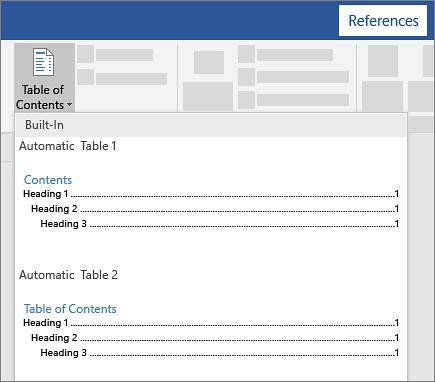 References
Table of
Contents
Built-In
Automatic Table 1
Contents
Heading 1 ........................................................................................................1
Heading 2 ........................................................................................................1
Heading 3 ........................................................................................................1
Automatic Table 2
Table of Contents
Heading 1 ........................................................................................................1
Heading 2 ........................................................................................................1
Heading 3 ........................................................................................................1